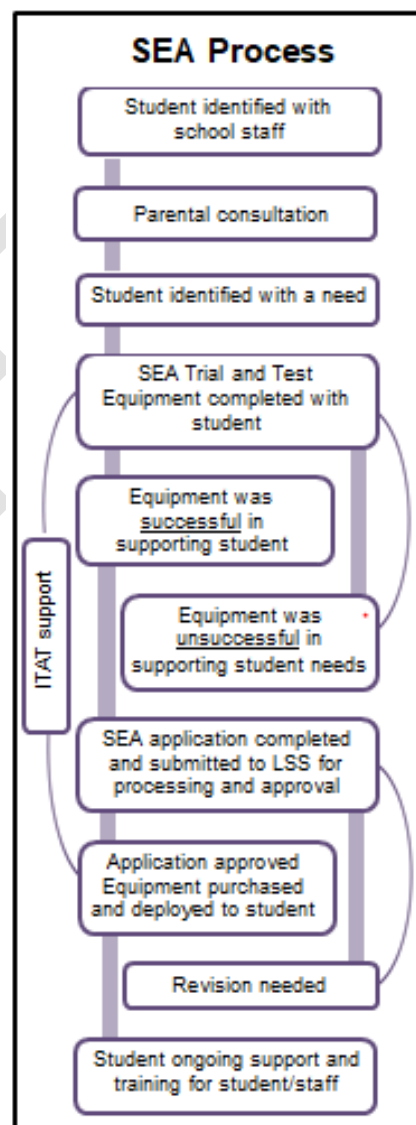 SEA Process
Student identified with
school staff
Parental consultation
Student identified with a need
SEA Trial and Test
Equipment completed with
student
Equipment was
successful in
supporting student
ITAT support
Equipment was *
unsuccessful in
supporting student needs
SEA application completed
and submitted to LSS for
processing and approval
Application approved
Equipment purchased
and deployed to student
Revision needed
Student ongoing support and
training for student/staff